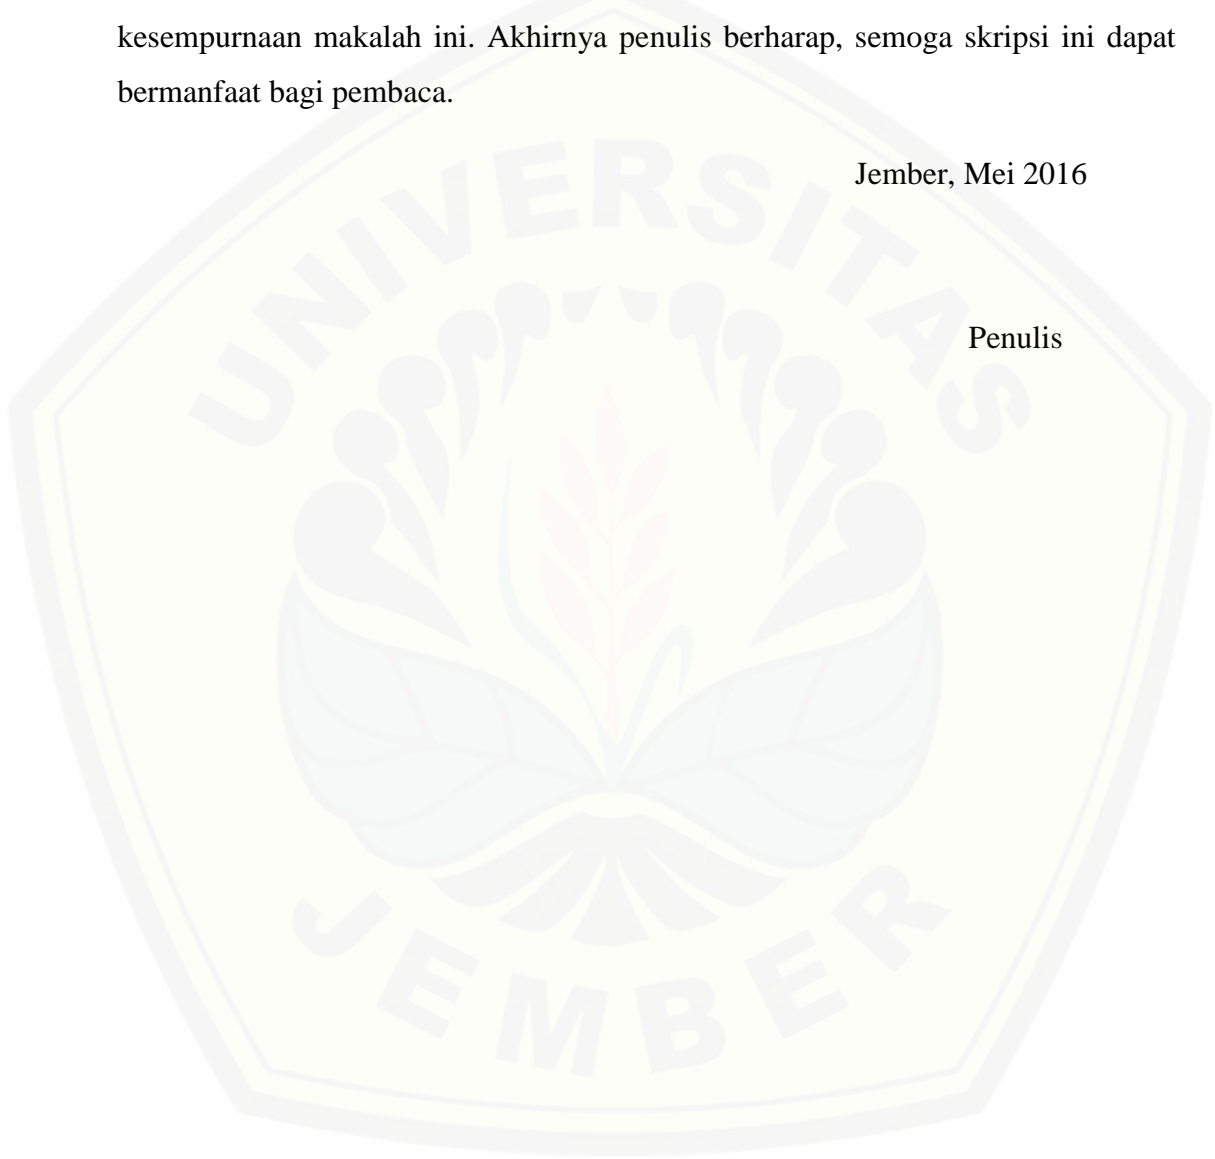 kesempurnaan makalah ini. Akhirnya penulis berharap, semoga skripsi ini dapat
bermanfaat bagi pembaca.
Jember, Mei 2016
Penulis
UNIVERSITAS
JEMBER